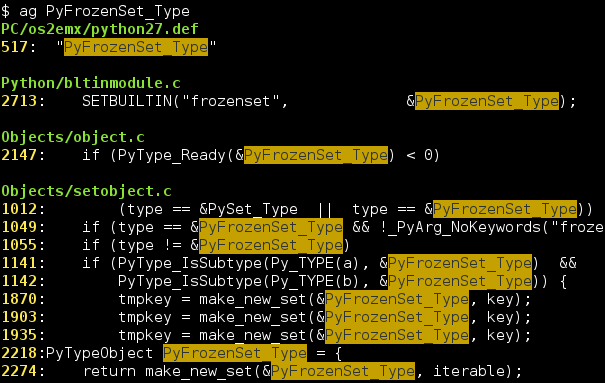 $ ag PyFrozenSet_Type
PC/os2emx/python27.def
517:  "PyFrozenSet_Type"
Python/bltinmodule.c
2713:    SETBUILTIN("frozenset",             &PyFrozenSet_Type);
Objects/object.c
2147:    if (PyType_Ready(&PyFrozenSet_Type) < 0)
Objects/setobject.c
1012:        (type == &PySet_Type  ||  type == &PyFrozenSet_Type))
1049:    if (type == &PyFrozenSet_Type && !_PyArg_NoKeywords("froze
1055:    if (type != &PyFrozenSet_Type)
1141:    if (PyType_IsSubtype(Py_TYPE(a), &PyFrozenSet_Type)  &&
1142:        PyType_IsSubtype(Py_TYPE(b), &PyFrozenSet_Type)) {
1870:        tmpkey = make_new_set(&PyFrozenSet_Type, key);
1903:        tmpkey = make_new_set(&PyFrozenSet_Type, key);
1935:        tmpkey = make_new_set(&PyFrozenSet_Type, key);
2218:PyTypeObject PyFrozenSet_Type = {
2274:    return make_new_set(&PyFrozenSet_Type, iterable);